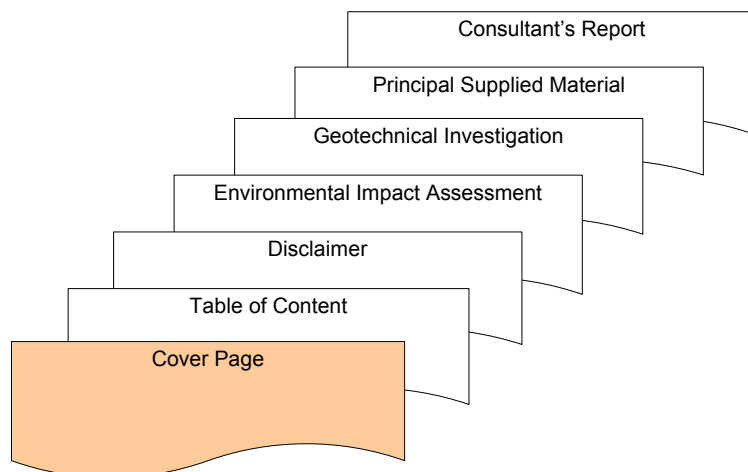 Consultant’s Report
Principal Supplied Material
Geotechnical Investigation
Environmental Impact Assessment
Disclaimer
Table of Content
Cover Page